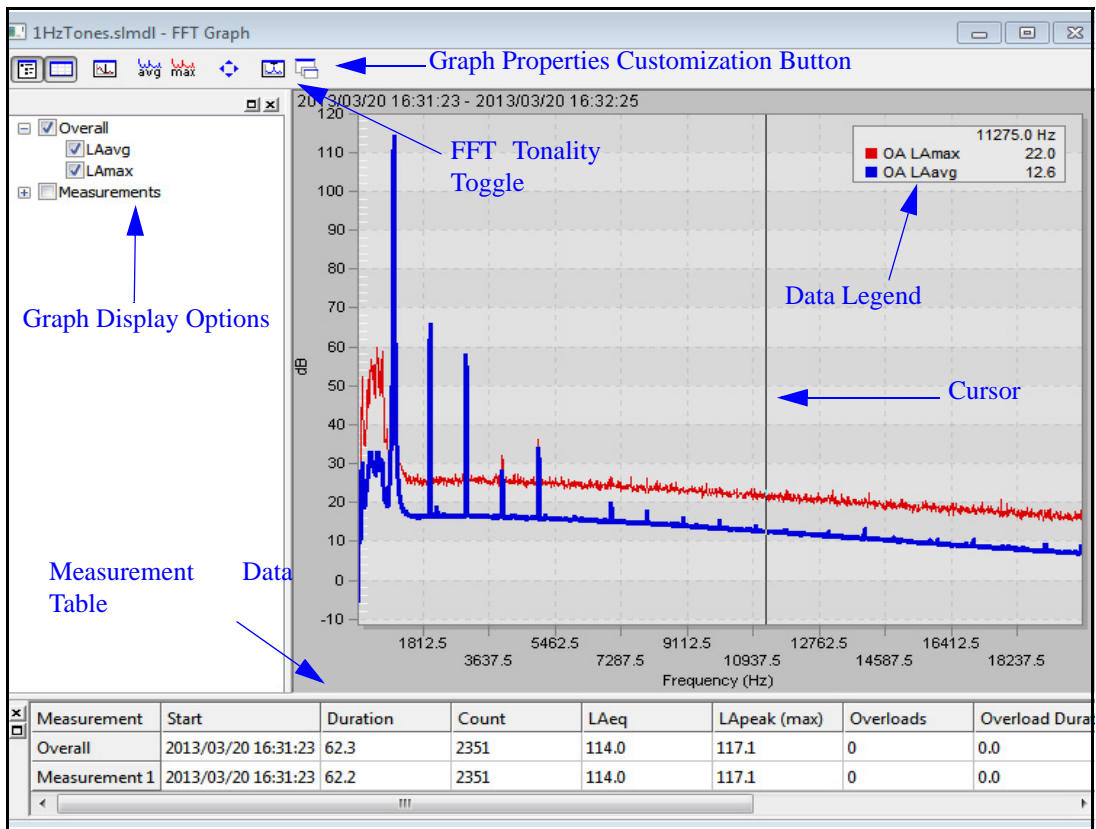 1HzTones.slmdl - FFT Graph
avg max
Graph Properties Customization Button
2013/03/20 16:31:23 - 2013/03/20 16:32:25
Overall
LAavg
LAmax
Measurements
Graph Display Options
FFT Tonality
Toggle
11275.0 Hz
OA LAmax 22.0
OA LAavg 12.6
Data Legend
Cursor
120
110
100
90
80
70
60
50
40
30
20
10
0
-10
dB
Measurement Data
Table
1812.5 5462.5 9112.5 12762.5 16412.5
3637.5 7287.5 10937.5 14587.5 18237.5
Frequency (Hz)
Measurement Start Duration Count LAeq LApeak (max) Overloads Overload Dura
Overall 2013/03/20 16:31:23 62.3 2351 114.0 117.1 0 0.0
Measurement 1 2013/03/20 16:31:23 62.2 2351 114.0 117.1 0 0.0